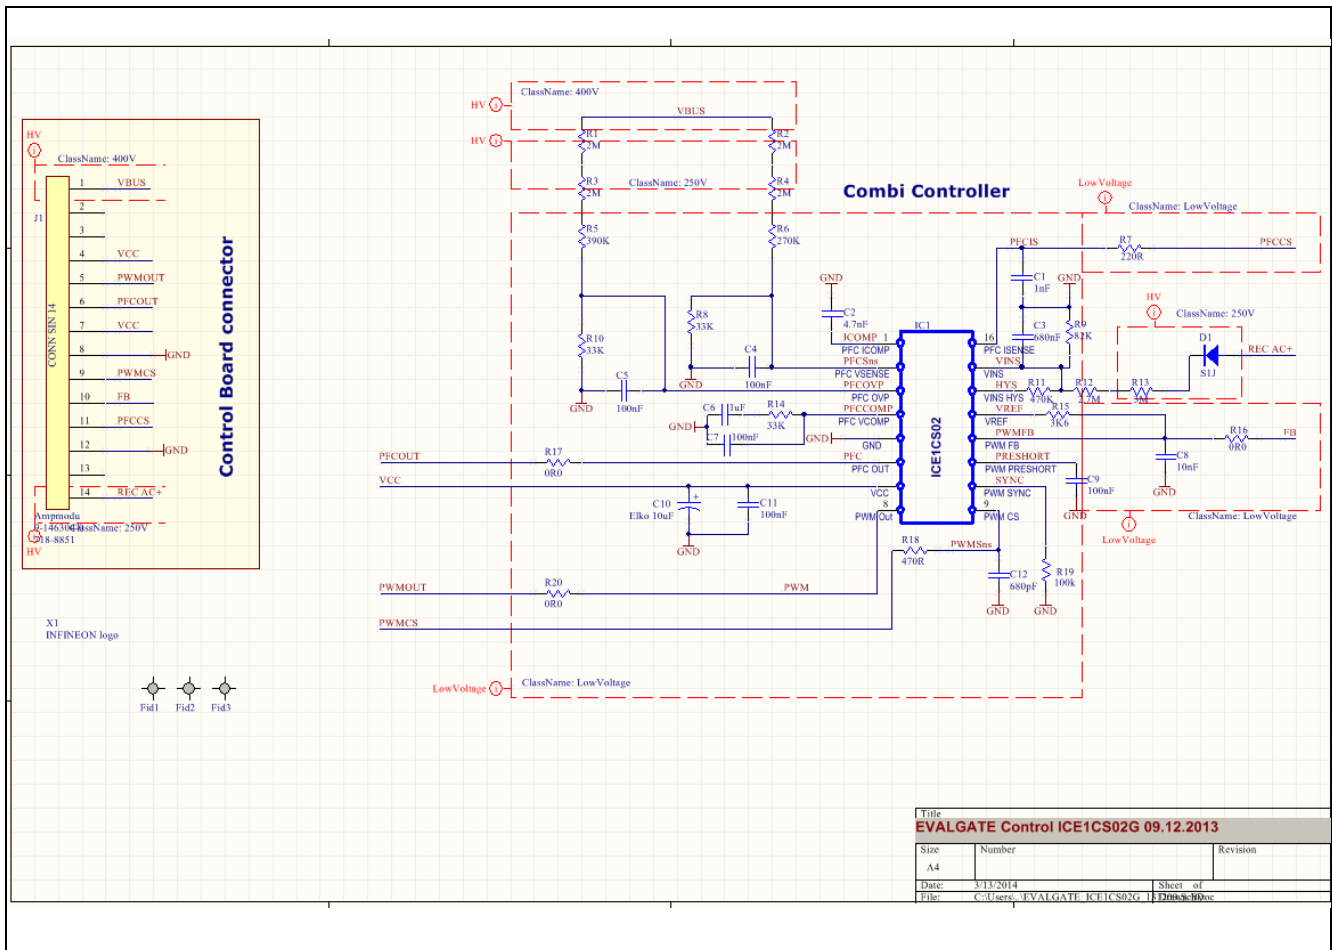 HV
ClassName: 400V
1 VBUS
2
J1
3
4 VCC
5 PWMOUT
6 PFCOUT
7 VCC
8 GND
9 PWMCS
10 FB
11 PFCCS
12 GND
13
14 REC AC+
CONN SIN 14
Control Board connector
Ampmodu
ClassName: 250V
718-8851
HV
X1
INFINEON logo
Fid1 Fid2 Fid3
HV
ClassName: 400V
VBUS
HV
R1
2M
R2
2M
R3
2M
ClassName: 250V
R4
2M
Combi Controller
R5
390K
R6
270K
LowVoltage
ClassName: LowVoltage
PFCIS
R7
220R
PFCCS
GND
C1
1nF
GND
HV
ClassName: 250V
R8
33K
C2
4.7nF
IC1
C3
680nF
R9
82K
D1
S1J
REC AC+
R10
33K
C4
100nF
GND
C5
100nF
GND
ICOMP 1
PFC ICOMP
PFCSns
PFC VSENSE
PFCOVP
PFC OVP
PFCCOMP
PFC VCOMP
GND
GND
PFC
PFC OUT
VCC
8
PWM Out
ICE1CS02
16
PFC ISENSE
VINS
VINS
HYS
VINS HYS
VREF
VREF
PWMFB
PWM FB
PRESHORT
PWM PRESHORT
SYNC
PWM SYNC
9
PWM CS
R11
470K
R12
2.7M
R13
3M
R15
3K6
R16
0R0
FB
C6 1uF
R14
33K
GND
C7 100nF
C8
10nF
GND
C9
100nF
GND
ClassName: LowVoltage
LowVoltage
PFCOUT
R17
0R0
VCC
C10
+
Elko 10uF
C11
100nF
GND
R18
470R
PWMSns
C12
680pF
R19
100k
GND
GND
PWMOUT
R20
0R0
PWM
PWMCS
LowVoltage
ClassName: LowVoltage
Title
EVALGATE Control ICE1CS02G 09.12.2013
Size
Number
Revision
A4
Date: 3/13/2014
Sheet of
File: